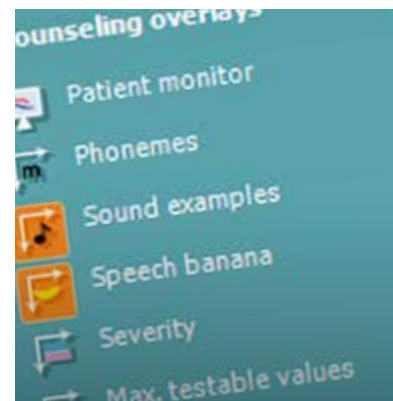 ounseling overlays
Patient monitor
m
Phonemes
Sound examples
Speech banana
Severity
Max. testable values